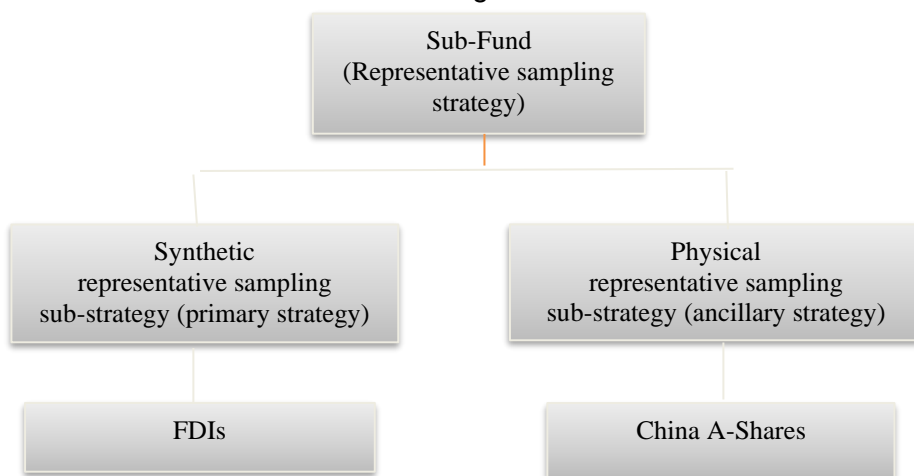 Sub-Fund
(Representative sampling
strategy)
Synthetic
representative sampling
sub-strategy (primary strategy)
Physical
representative sampling
sub-strategy (ancillary strategy)
FDIs
China A-Shares